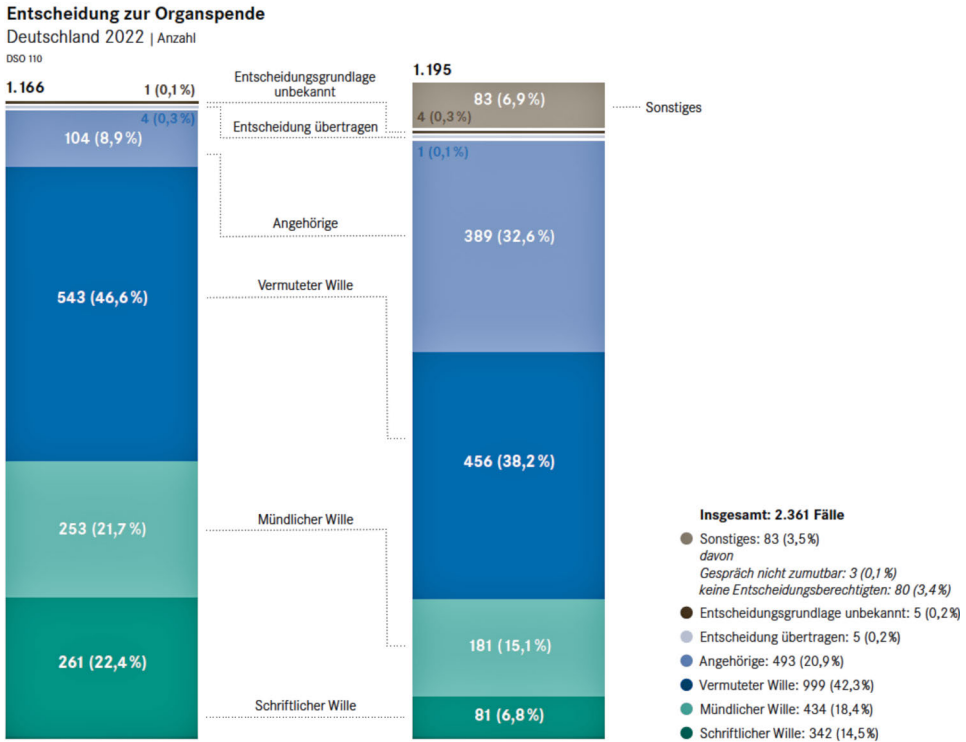 Entscheidung zur Organspende
Deutschland 2022 | Anzahl
DSO 110
1.166
1 (0,1 %)
4 (0,3 %)
104 (8,9 %)
543 (46,6 %)
253 (21,7 %)
261 (22,4 %)
Entscheidungsgrundlage
unbekannt
Entscheidung übertragen
Angehörige
Vermuteter Wille
Mündlicher Wille
Schriftlicher Wille
1.195
83 (6,9 %)
4 (0,3 %)
1 (0,1 %)
389 (32,6 %)
456 (38,2 %)
181 (15,1 %)
81 (6,8 %)
Sonstiges
Insgesamt: 2.361 Fälle
Sonstiges: 83 (3,5 %)
davon
Gespräch nicht zumutbar: 3 (0,1 %)
keine Entscheidungsberechtigten: 80 (3,4 %)
Entscheidungsgrundlage unbekannt: 5 (0,2 %)
Entscheidung übertragen: 5 (0,2 %)
Angehörige: 493 (20,9 %)
Vermuteter Wille: 999 (42,3 %)
Mündlicher Wille: 434 (18,4 %)
Schriftlicher Wille: 342 (14,5 %)